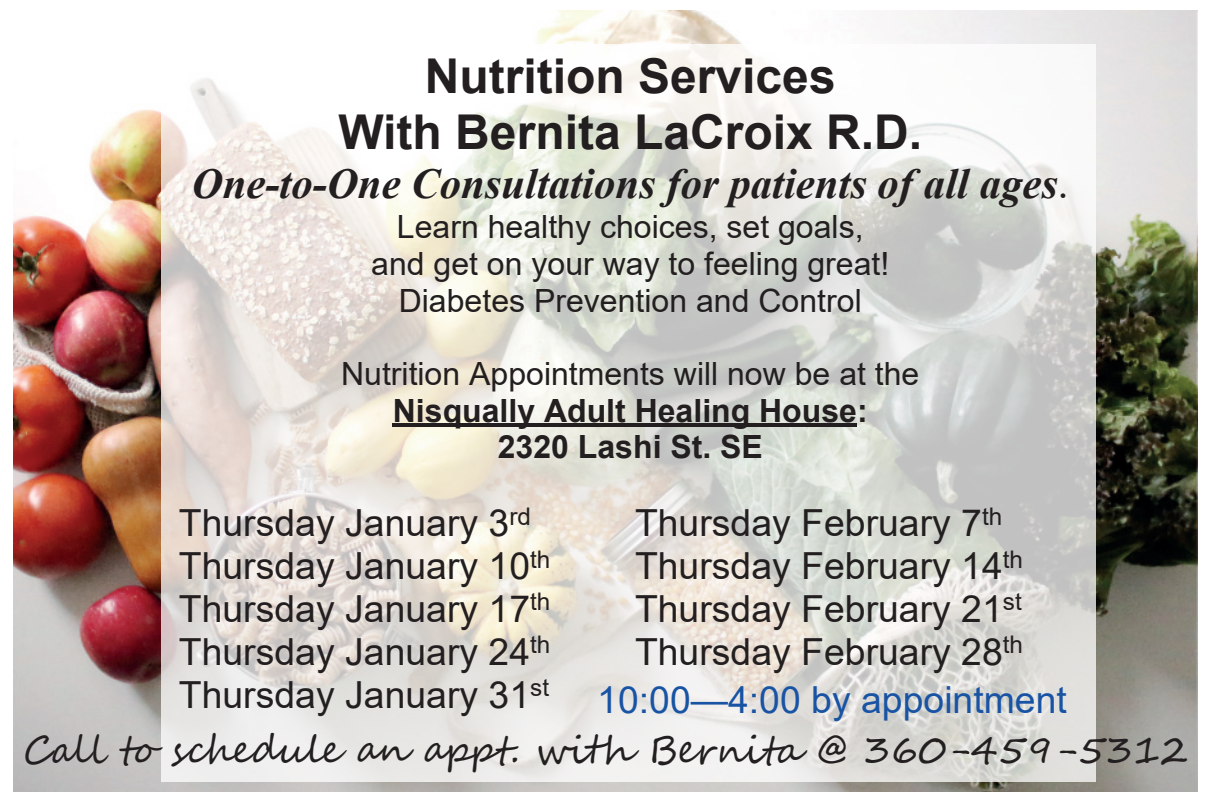 Nutrition Services
With Bernita LaCroix R.D.
One-to-One Consultations for patients of all ages.
Learn healthy choices, set goals,
and get on your way to feeling great!
Diabetes Prevention and Control
Nutrition Appointments will now be at the
Nisqually Adult Healing House:
2320 Lashi St. SE
Thursday January 3rd
Thursday January 10th
Thursday January 17th
Thursday January 24th
Thursday January 31st
Thursday February 7th
Thursday February 14th
Thursday February 21st
Thursday February 28th
10:00—4:00 by appointment
Call to schedule an appt. with Bernita @ 360-459-5312